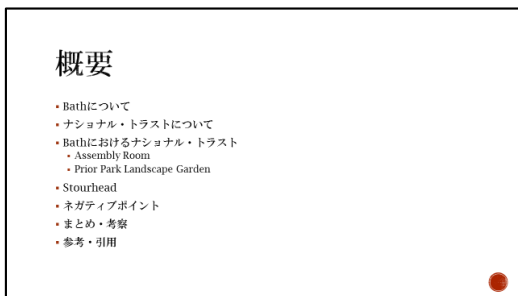 概要
Bathについて
ナショナル・トラストについて
Bathにおけるナショナル・トラスト
Assembly Room
Prior Park Landscape Garden
Stourhead
ネガティブポイント
まとめ・考察
参考・引用